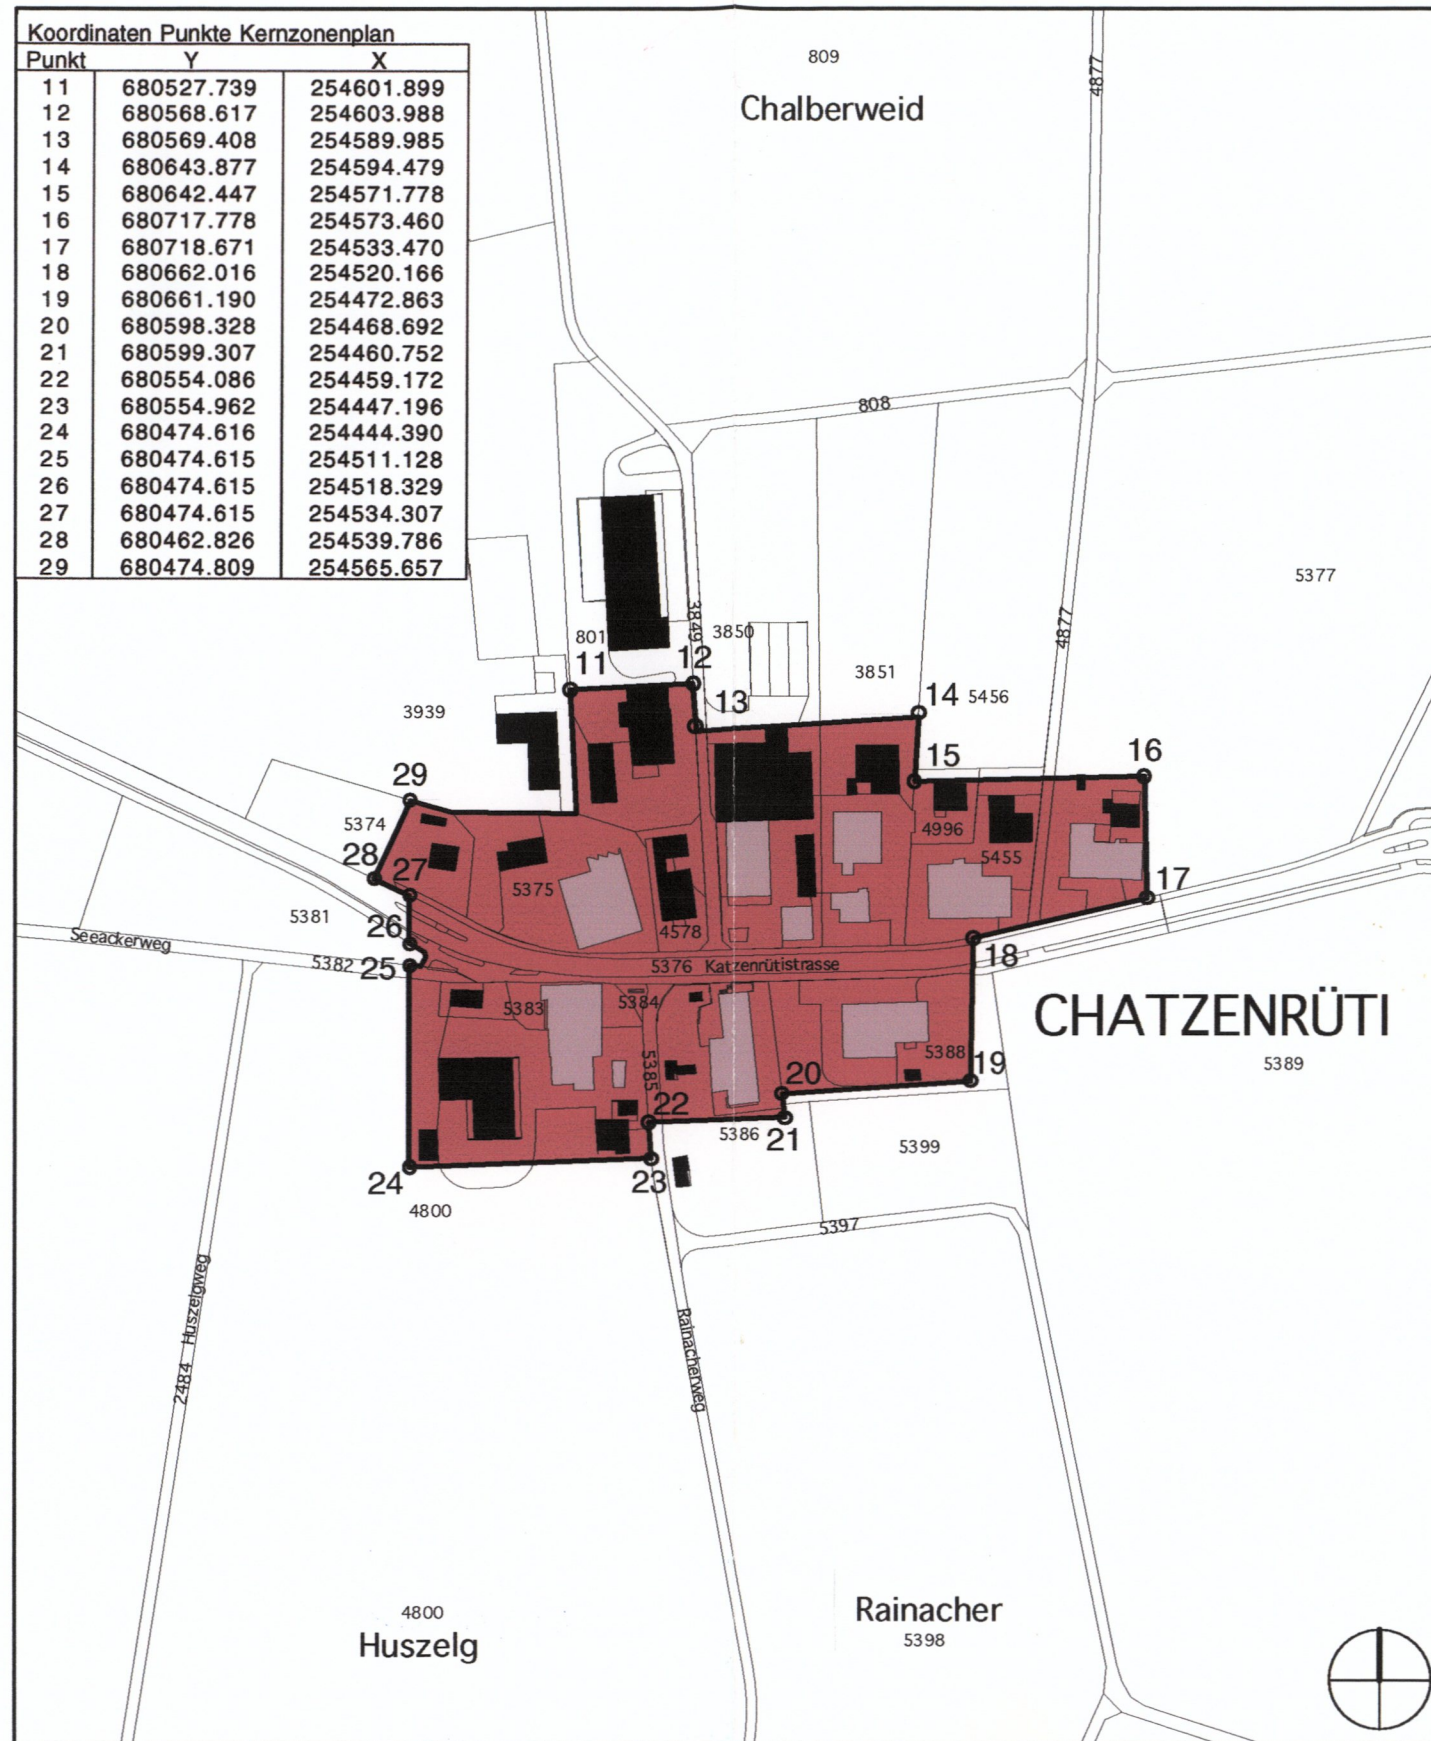 Koordinaten Punkte Kernzonenplan
Punkt Y X
11 680527.739 254601.899
12 680568.617 254603.988
13 680569.408 254589.985
14 680643.877 254594.479
15 680642.447 254571.778
16 680717.778 254573.460
17 680718.671 254533.470
18 680662.016 254520.166
19 680661.190 254472.863
20 680598.328 254468.692
21 680599.307 254460.752
22 680554.086 254459.172
23 680554.962 254447.196
24 680474.616 254444.390
25 680474.615 254511.128
26 680474.615 254518.329
27 680474.615 254534.307
28 680462.826 254539.786
29 680474.809 254565.657
809
Chalberweid
4877
808
5377
3849
4877
801
3850
3851
11
12
13
14
5456
3939
15
16
29
5374
4996
28
27
5375
5455
17
5381
26
4578
Seeackerweg
5382
25
5376 Katzenrütistrasse
18
5383
5384
CHATZENRÜTI
5385
5388
19
5389
20
22
5386
21
5399
24
23
4800
5397
2484 Huszelgweg
Rainacherweg
4800
Huszelg
Rainacher
5398